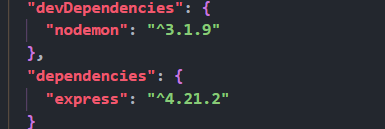 "devDependencies": {
"nodemon": "^3.1.9"
},
"dependencies": {
"express": "^4.21.2"
}